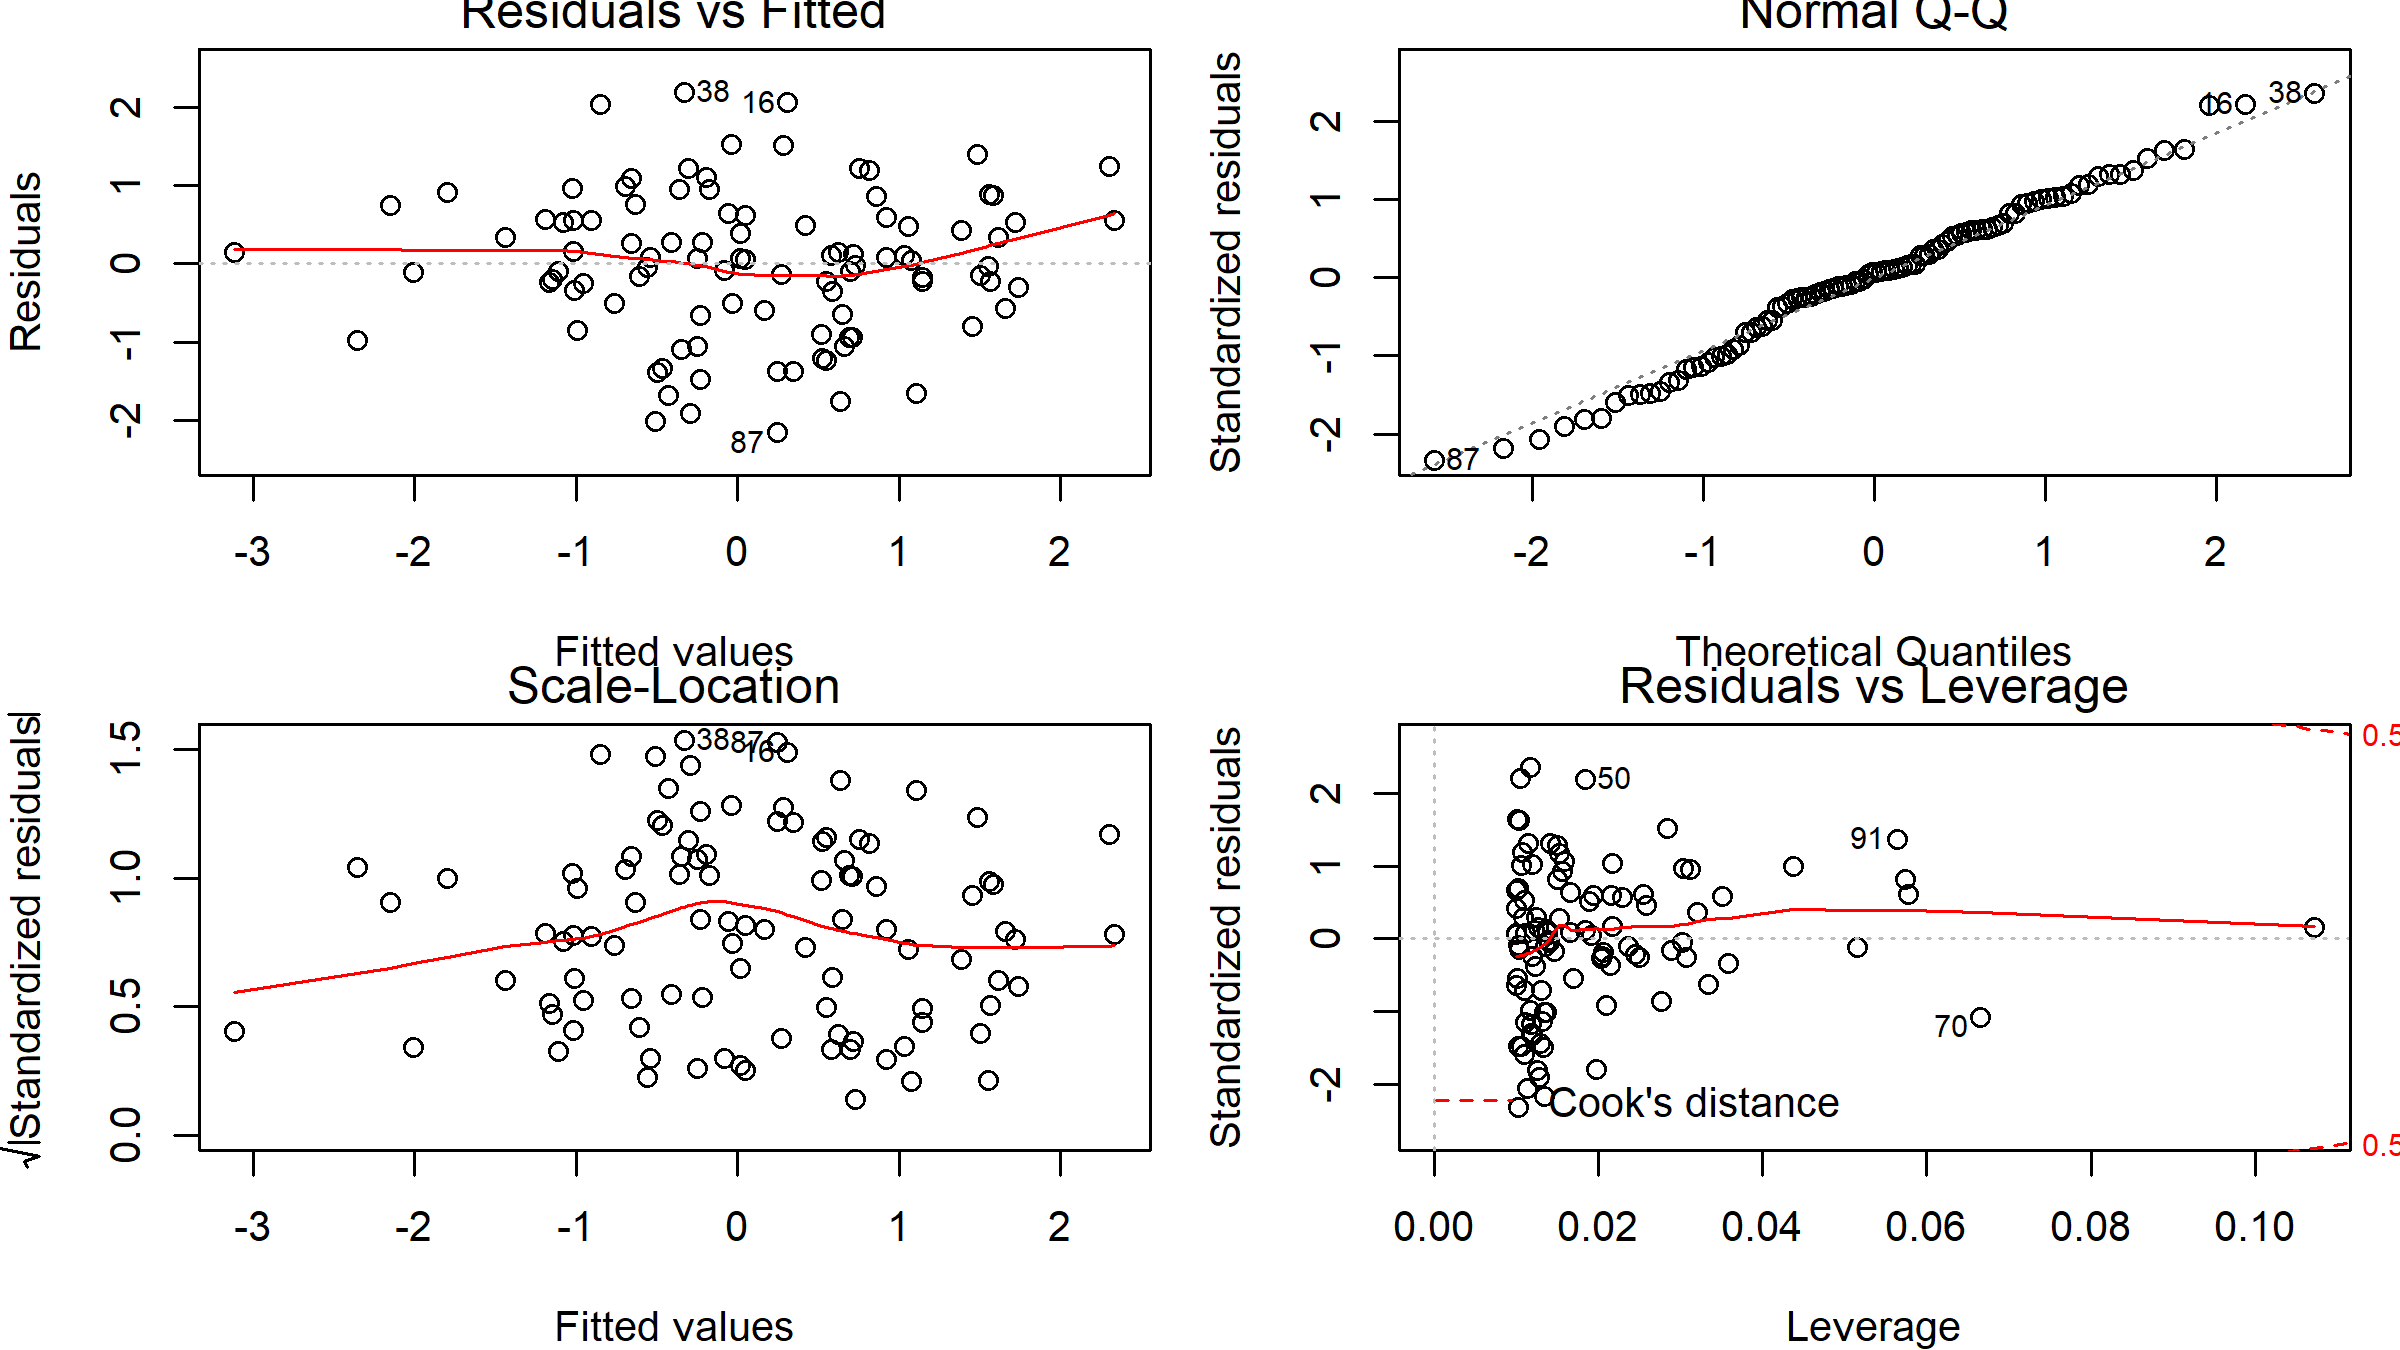 Residuals vs Fitted
Residuals
2
1
0
-1
-2
38
16
87
-3 -2 -1 0 1 2
Fitted values
Normal Q-Q
Standardized residuals
2
1
0
-1
-2
16
38
87
-2 -1 0 1 2
Theoretical Quantiles
Scale-Location
√|Standardized residuals|
1.5
1.0
0.5
0.0
38
87
16
-3 -2 -1 0 1 2
Fitted values
Residuals vs Leverage
Standardized residuals
2
1
0
-2
50
91
70
0.5
0.5
Cook's distance
0.00 0.02 0.04 0.06 0.08 0.10
Leverage